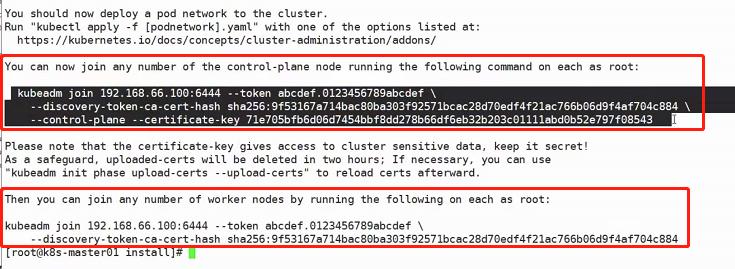 You should now deploy a pod network to the cluster.
Run "kubectl apply -f [podnetwork].yaml" with one of the options listed at:
https://kubernetes.io/docs/concepts/cluster-administration/addons/
You can now join any number of the control-plane node running the following command on each as root:
kubeadm join 192.168.66.100:6444 --token abcdef.0123456789abcdef \
--discovery-token-ca-cert-hash sha256:9f53167a714bac80ba303f92571bcac28d70edf4f21ac766b06d9f4af704c884 \
--control-plane --certificate-key 71e705bfb6d06d7454bbf8dd278b66df6eb32b203c01111abd0b52e797f08543
Please note that the certificate-key gives access to cluster sensitive data, keep it secret!
As a safeguard, uploaded-certs will be deleted in two hours; If necessary, you can use
"kubeadm init phase upload-certs --upload-certs" to reload certs afterward.
Then you can join any number of worker nodes by running the following on each as root:
kubeadm join 192.168.66.100:6444 --token abcdef.0123456789abcdef \
--discovery-token-ca-cert-hash sha256:9f53167a714bac80ba303f92571bcac28d70edf4f21ac766b06d9f4af704c884
[root@k8s-master01 install]#